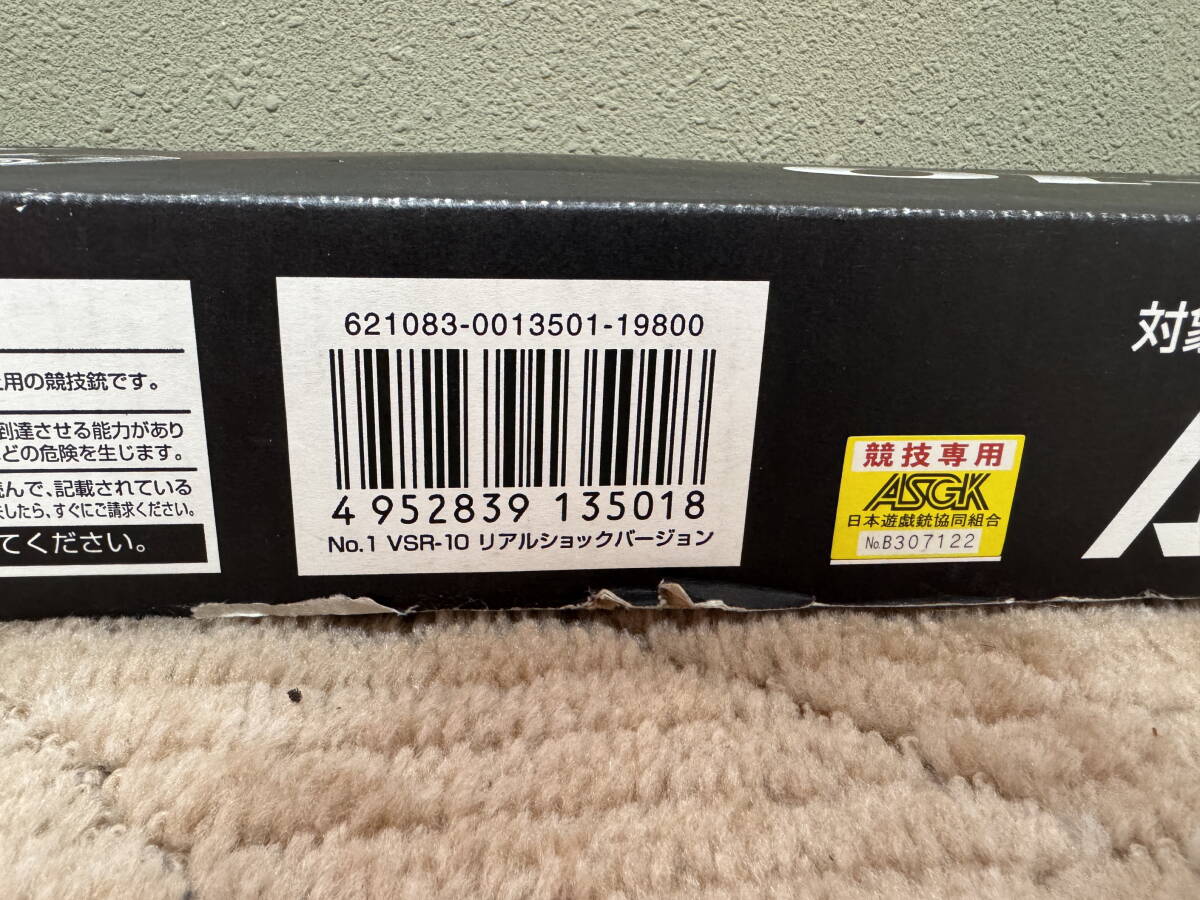 用の競技銃です。
到達させる能力があり
どの危険を生じます。
んで、記載されている
したら、すぐにご請求ください。
てください。
621083-0013501-19800
4 952839 135018
No.1 VSR-10 リアルショックバージョン
競技専用
ASGK
日本遊戯銃協同組合
No.B307122
対象